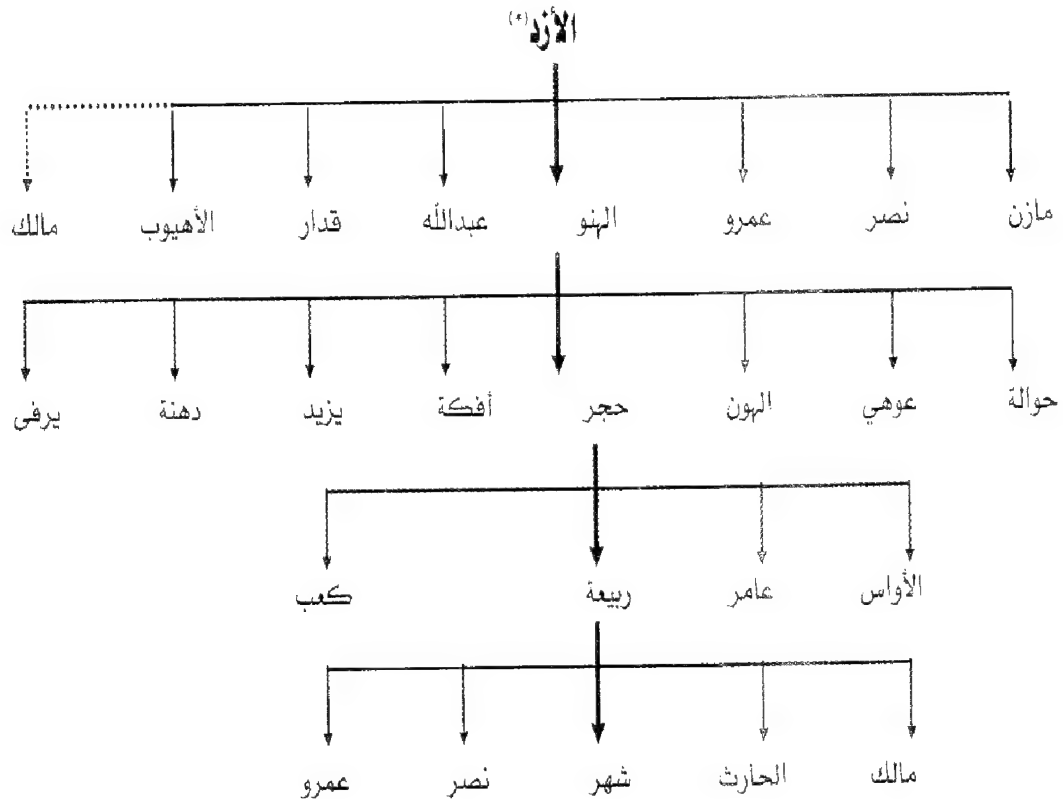 الأزد (*)
مازن نصر عمرو الهنو عبدالله قدار الأهيوب مالك
حوالة عوهي الهون حجر أفكة يزيد دهنة يرفى
الأواس عامر ربيعة كعب
مالك الحارث شهر نصر عمرو